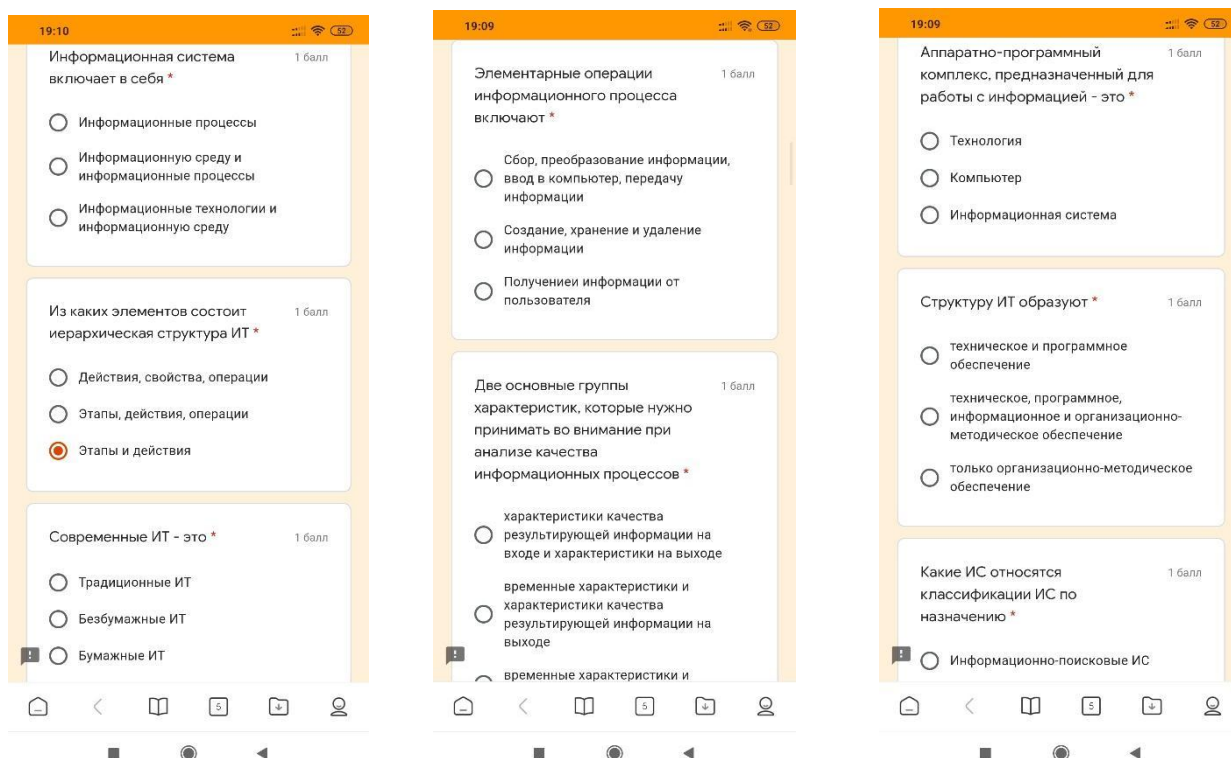 19:10
52
Информационная система
включает в себя *
1 балл
Информационные процессы
Информационную среду и
информационные процессы
Информационные технологии и
информационную среду
Из каких элементов состоит
иерархическая структура ИТ *
1 балл
Действия, свойства, операции
Этапы, действия, операции
Этапы и действия
Современные ИТ - это *
1 балл
Традиционные ИТ
Безбумажные ИТ
Бумажные ИТ
5
19:09
52
Элементарные операции
информационного процесса
включают *
1 балл
Сбор, преобразование информации,
ввод в компьютер, передачу
информации
Создание, хранение и удаление
информации
Получениеи информации от
пользователя
Две основные группы
характеристик, которые нужно
принимать во внимание при
анализе качества
информационных процессов *
1 балл
характеристики качества
результирующей информации на
входе и характеристики на выходе
временные характеристики и
характеристики качества
результирующей информации на
выходе
временные характеристики и
5
19:09
52
Аппаратно-программный
комплекс, предназначенный для
работы с информацией - это *
1 балл
Технология
Компьютер
Информационная система
Структуру ИТ образуют *
1 балл
техническое и программное
обеспечение
техническое, программное,
информационное и организационно-
методическое обеспечение
только организационно-методическое
обеспечение
Какие ИС относятся
классификации ИС по
назначению *
1 балл
Информационно-поисковые ИС
5